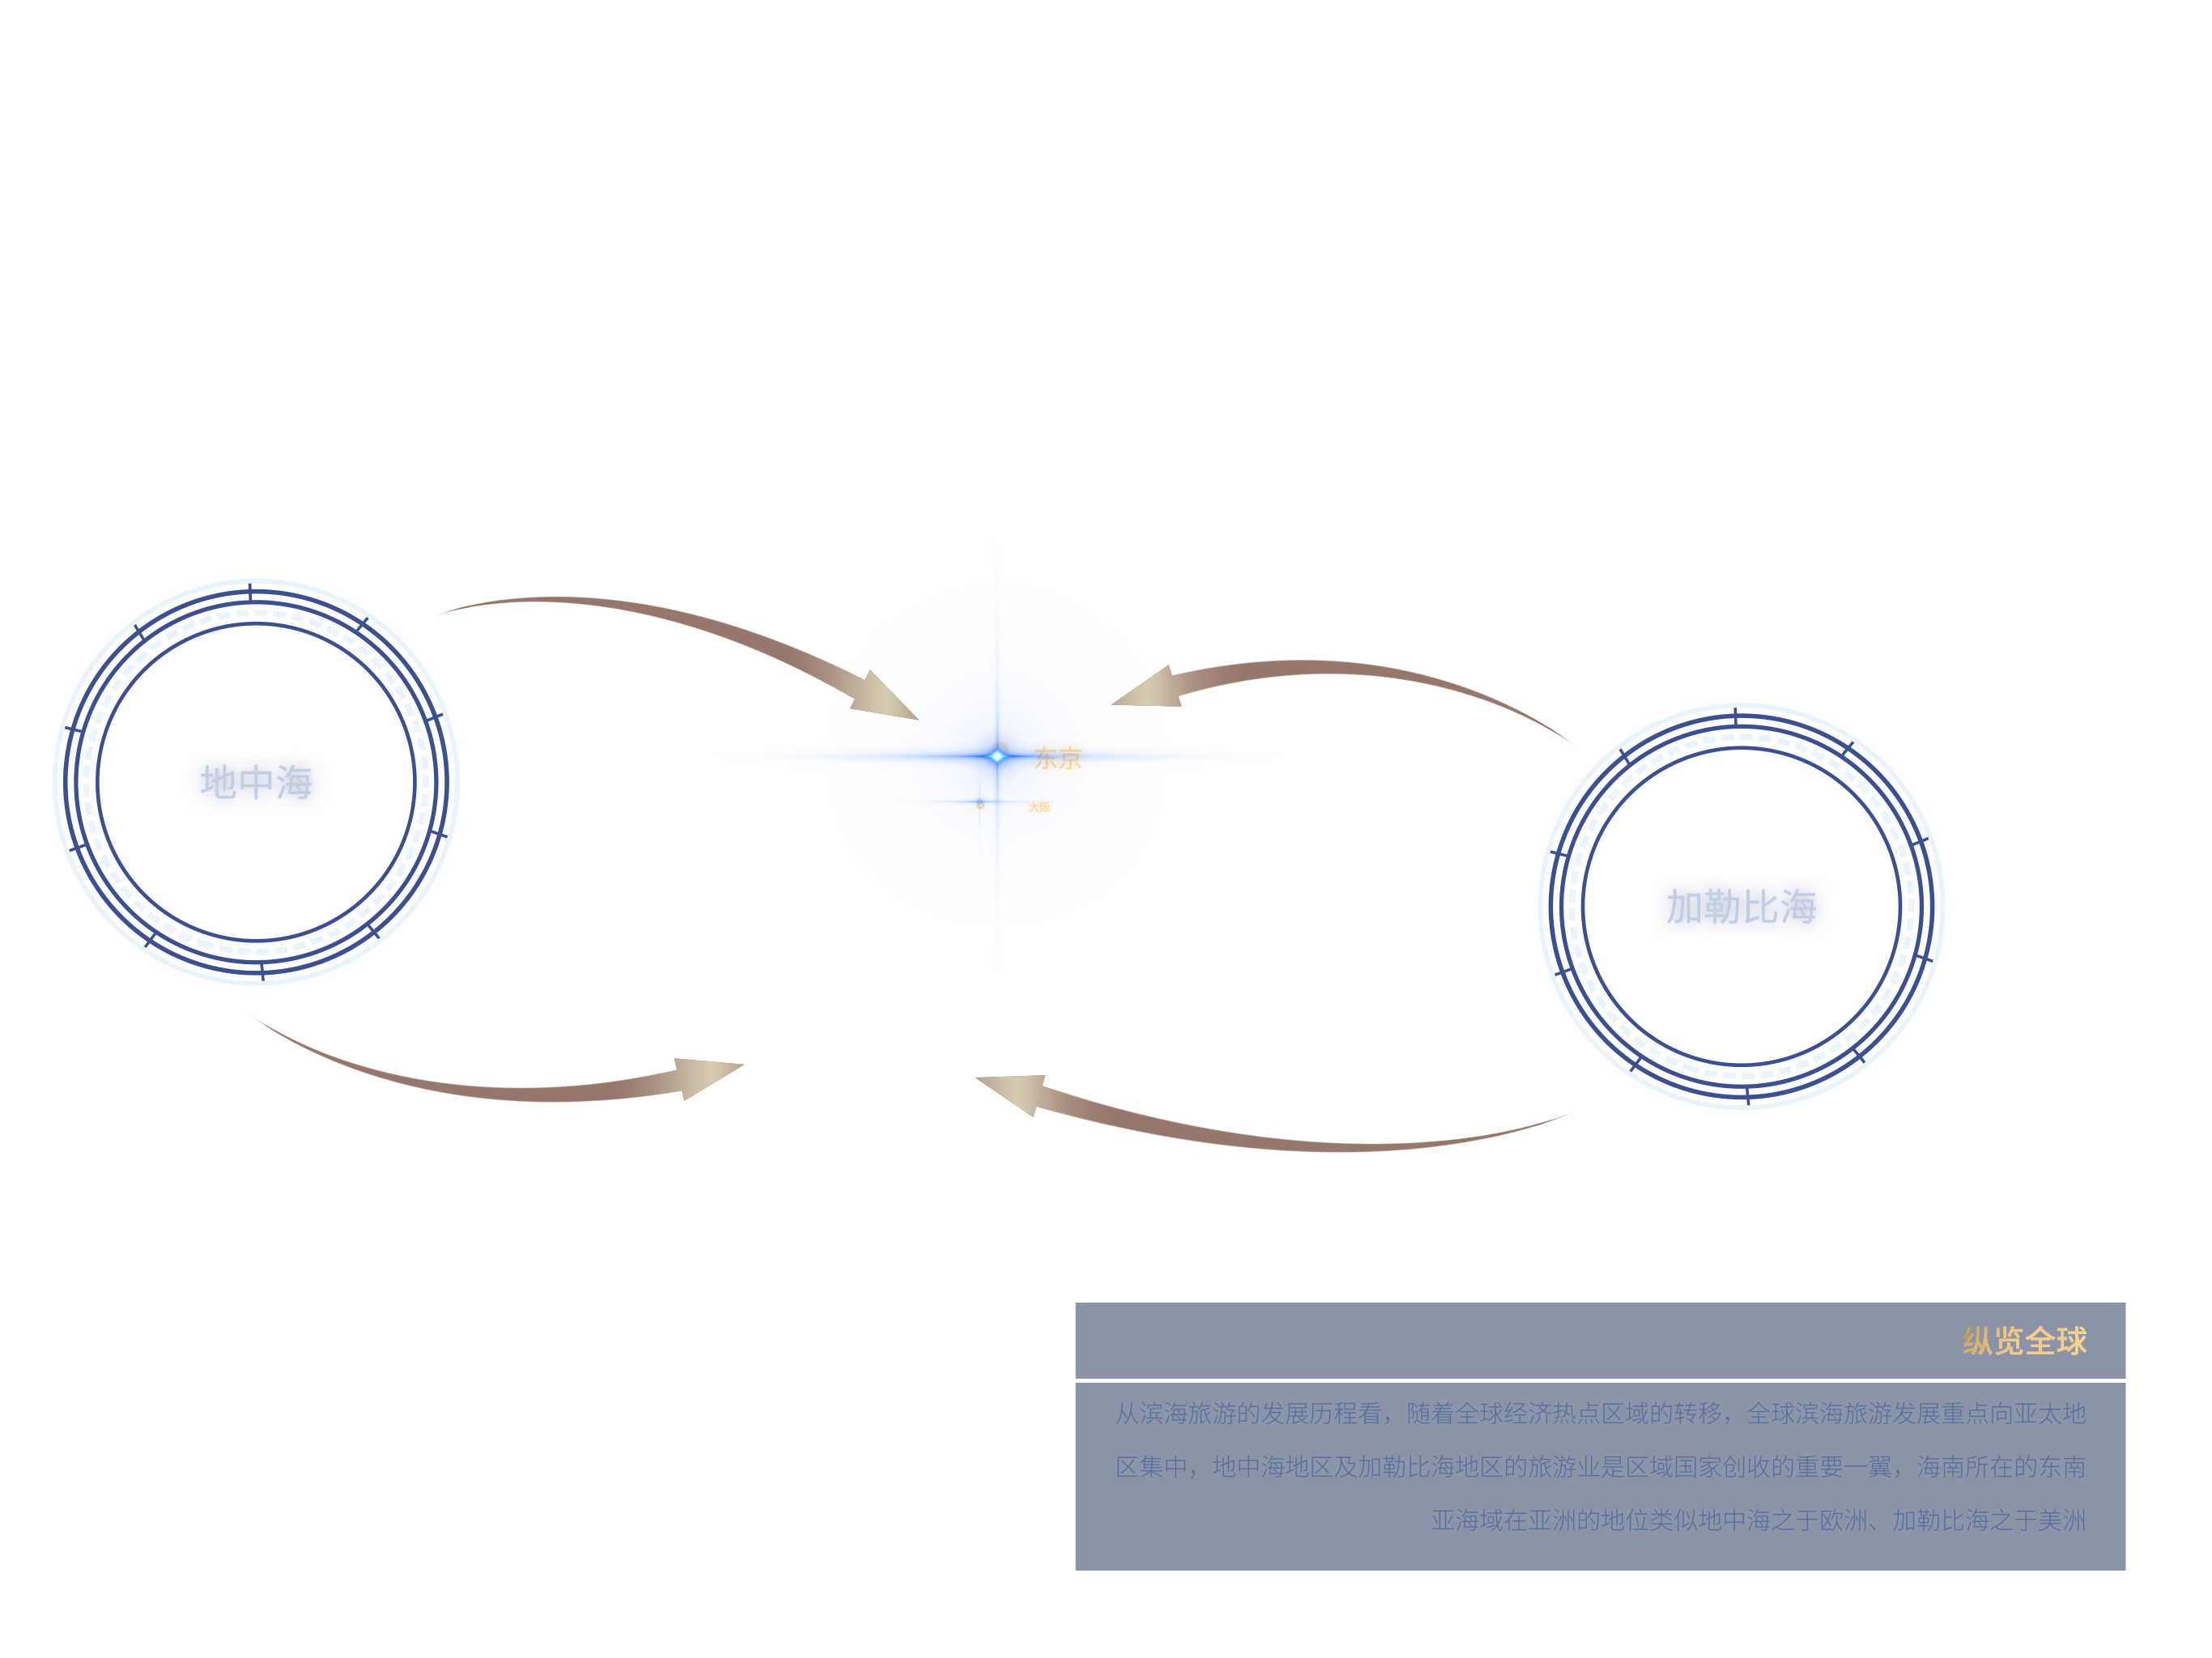 地中海
东京
大阪
加勒比海
纵览全球
从滨海旅游的发展历程看，随着全球经济热点区域的转移，全球滨海旅游发展重点向亚太地
区集中，地中海地区及加勒比海地区的旅游业是区域国家创收的重要一翼，海南所在的东南
亚海域在亚洲的地位类似地中海之于欧洲、加勒比海之于美洲